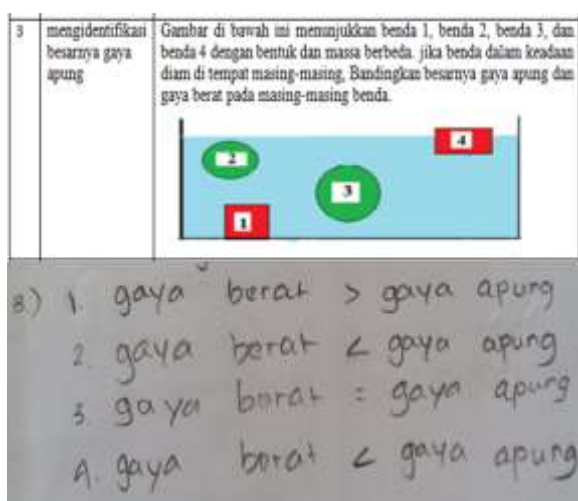 3 mengidentifikasi besarnya gaya apung
Gambar di bawah ini menunjukkan benda 1, benda 2, benda 3, dan
benda 4 dengan bentuk dan massa berbeda. jika benda dalam keadaan
diam di tempat masing-masing, Bandingkan besarnya gaya apung dan
gaya berat pada masing-masing benda.
4
2
3
1
3.) 1. gaya berat > gaya apung
2. gaya berat < gaya apung
3 gaya berat = gaya apung
4. gaya berat < gaya apung